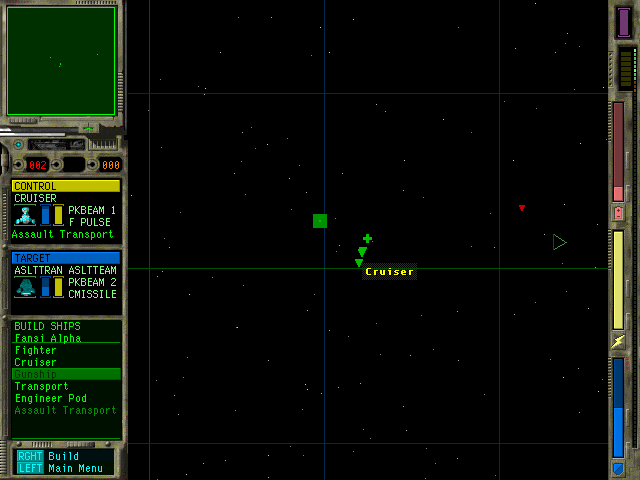 002
000
CONTROL
CRUISER
PKBEAM 1
F PULSE
Assault Transport
TARGET
ASLTTRAN ASLTTEAM
PKBEAM 2
CMISSILE
BUILD SHIPS
Fansi Alpha
Fighter
Cruiser
Gunship
Transport
Engineer Pod
Assault Transport
RGHT Build
LEFT Main Menu
Cruiser